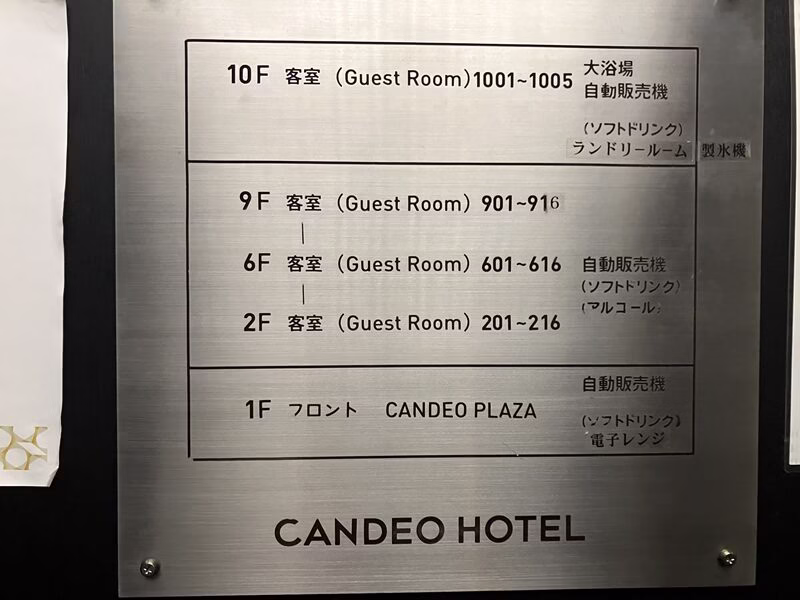 10F 客室 (Guest Room) 1001~1005 大浴場
自動販売機
(ソフトドリンク)
ランドリールーム 製氷機
9F 客室 (Guest Room) 901~916
|
6F 客室 (Guest Room) 601~616 自動販売機
(ソフトドリンク)
(アルコール)
|
2F 客室 (Guest Room) 201~216
自動販売機
1F フロント CANDEO PLAZA
(ソフトドリンク)
電子レンジ
CANDEO HOTEL